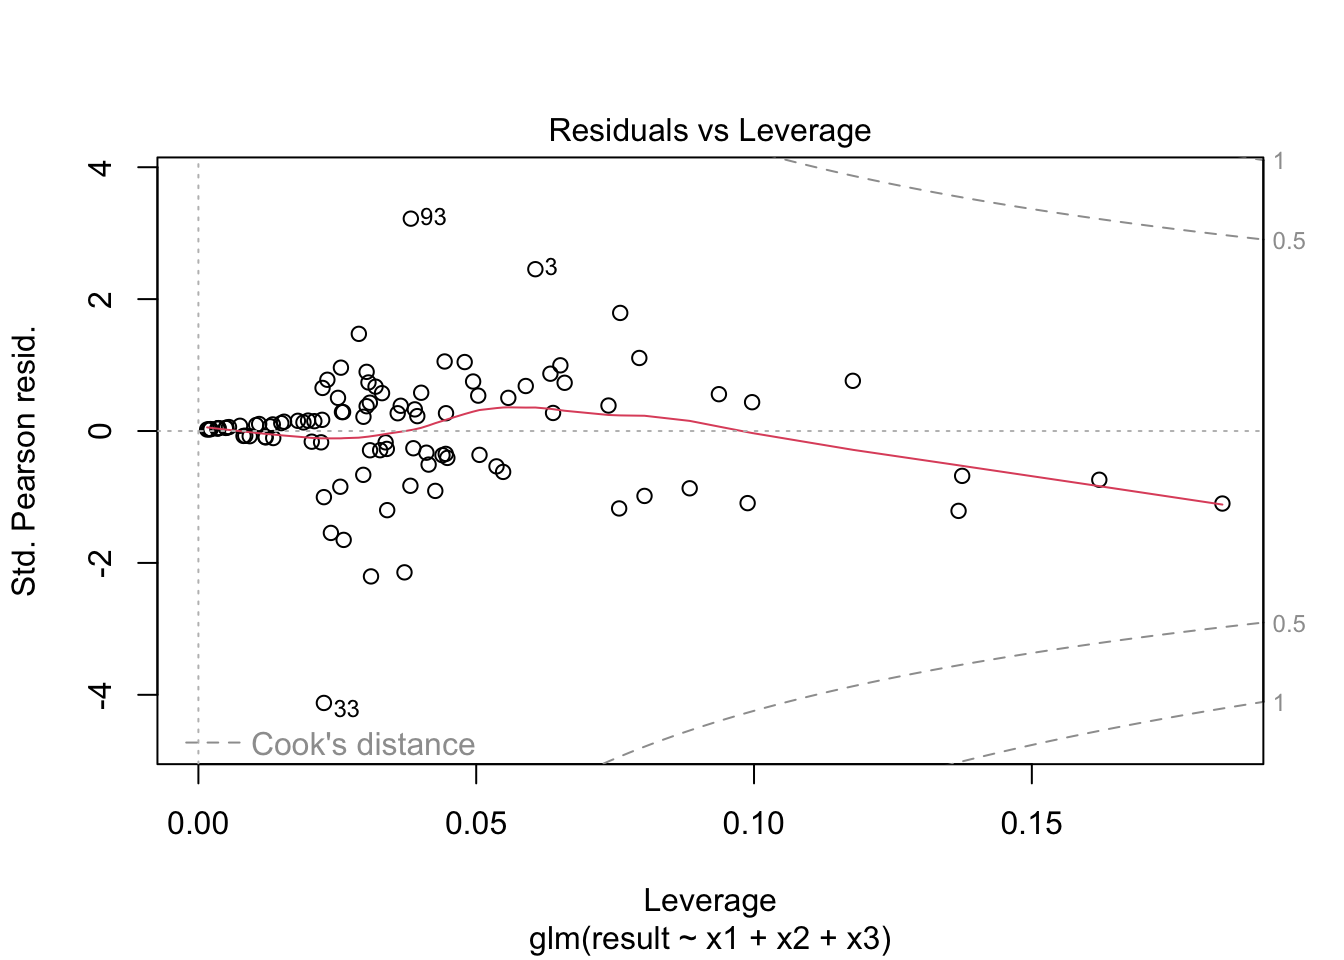 Residuals vs Leverage
Std. Pearson resid.
4
2
0
-2
-4
93
3
33
1
0.5
0.5
1
Cook's distance
0.00 0.05 0.10 0.15
Leverage
glm(result ~ x1 + x2 + x3)